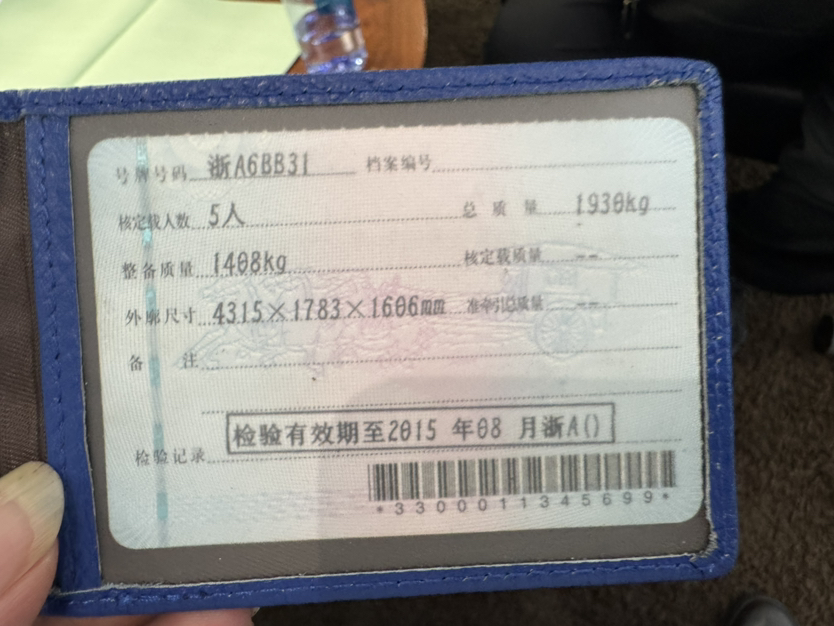 号牌号码 浙A6BB31 档案编号
核定载人数 5人 总质量 1930kg
整备质量 1408kg 核定载质量 --
外廓尺寸 4315×1783×1606mm 准牵引总质量 --
备注
检验有效期至2015 年08 月浙A()
检验记录
*3300011345699*